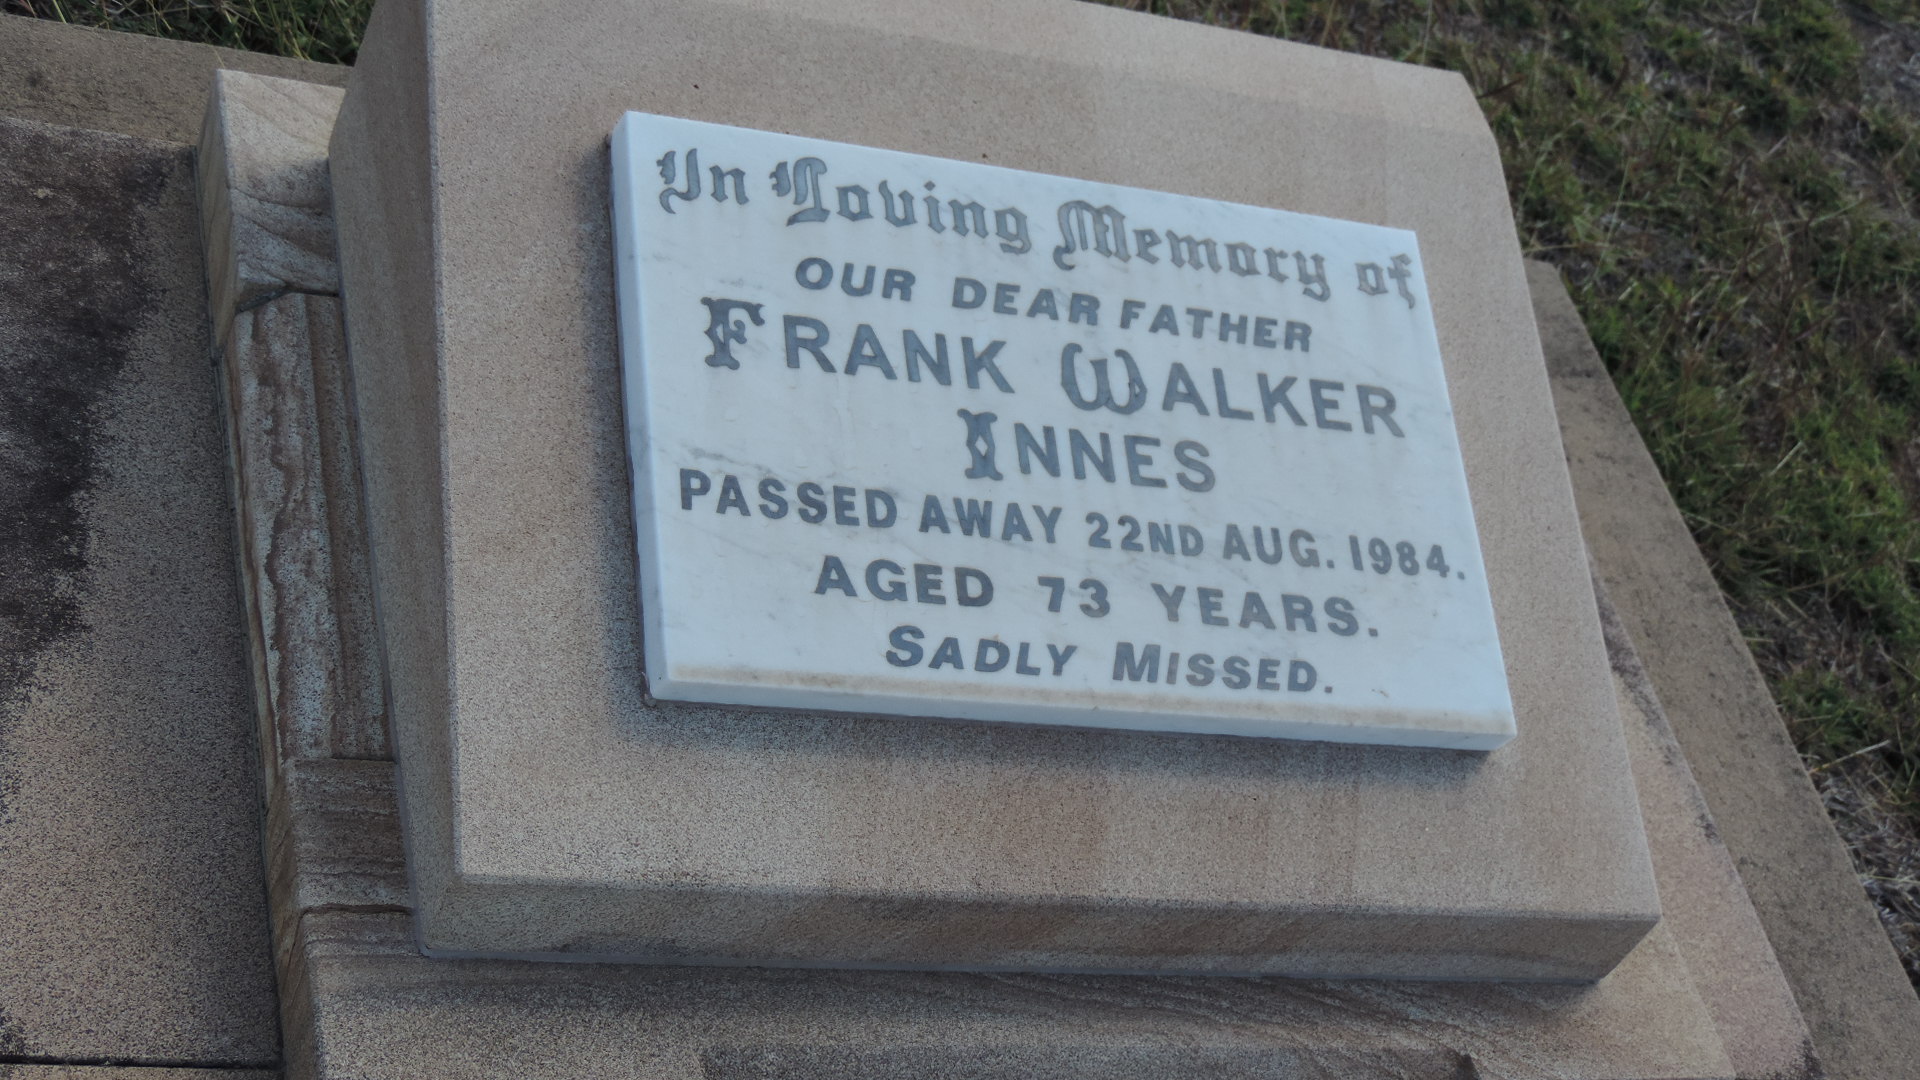 In Loving Memory of
OUR DEAR FATHER
FRANK WALKER
INNES
PASSED AWAY 22ND AUG. 1984.
AGED 73 YEARS.
SADLY MISSED.